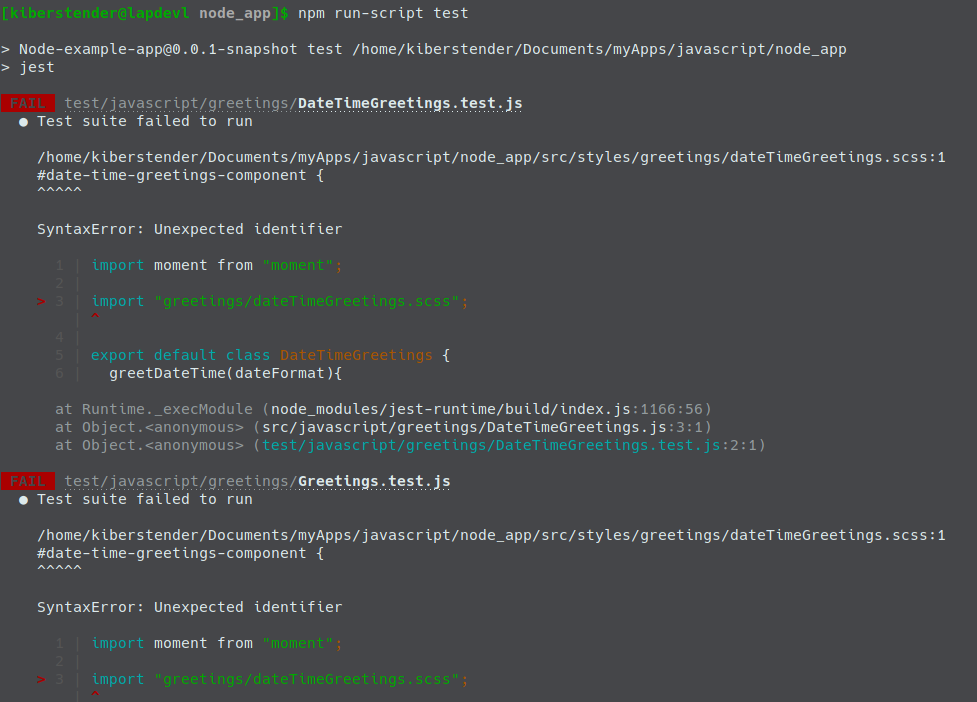 [kiberstender@lapdevl node_app]$ npm run-script test
> Node-example-app@0.0.1-snapshot test /home/kiberstender/Documents/myApps/javascript/node_app
> jest
FAIL test/javascript/greetings/DateTimeGreetings.test.js
● Test suite failed to run
/home/kiberstender/Documents/myApps/javascript/node_app/src/styles/greetings/dateTimeGreetings.scss:1
#date-time-greetings-component {
^^^^^
SyntaxError: Unexpected identifier
1 | import moment from "moment";
2 |
> 3 | import "greetings/dateTimeGreetings.scss";
| ^
4 |
5 | export default class DateTimeGreetings {
6 | greetDateTime(dateFormat){
at Runtime._execModule (node_modules/jest-runtime/build/index.js:1166:56)
at Object.<anonymous> (src/javascript/greetings/DateTimeGreetings.js:3:1)
at Object.<anonymous> (test/javascript/greetings/DateTimeGreetings.test.js:2:1)
FAIL test/javascript/greetings/Greetings.test.js
● Test suite failed to run
/home/kiberstender/Documents/myApps/javascript/node_app/src/styles/greetings/dateTimeGreetings.scss:1
#date-time-greetings-component {
^^^^^
SyntaxError: Unexpected identifier
1 | import moment from "moment";
2 |
> 3 | import "greetings/dateTimeGreetings.scss";
| ^